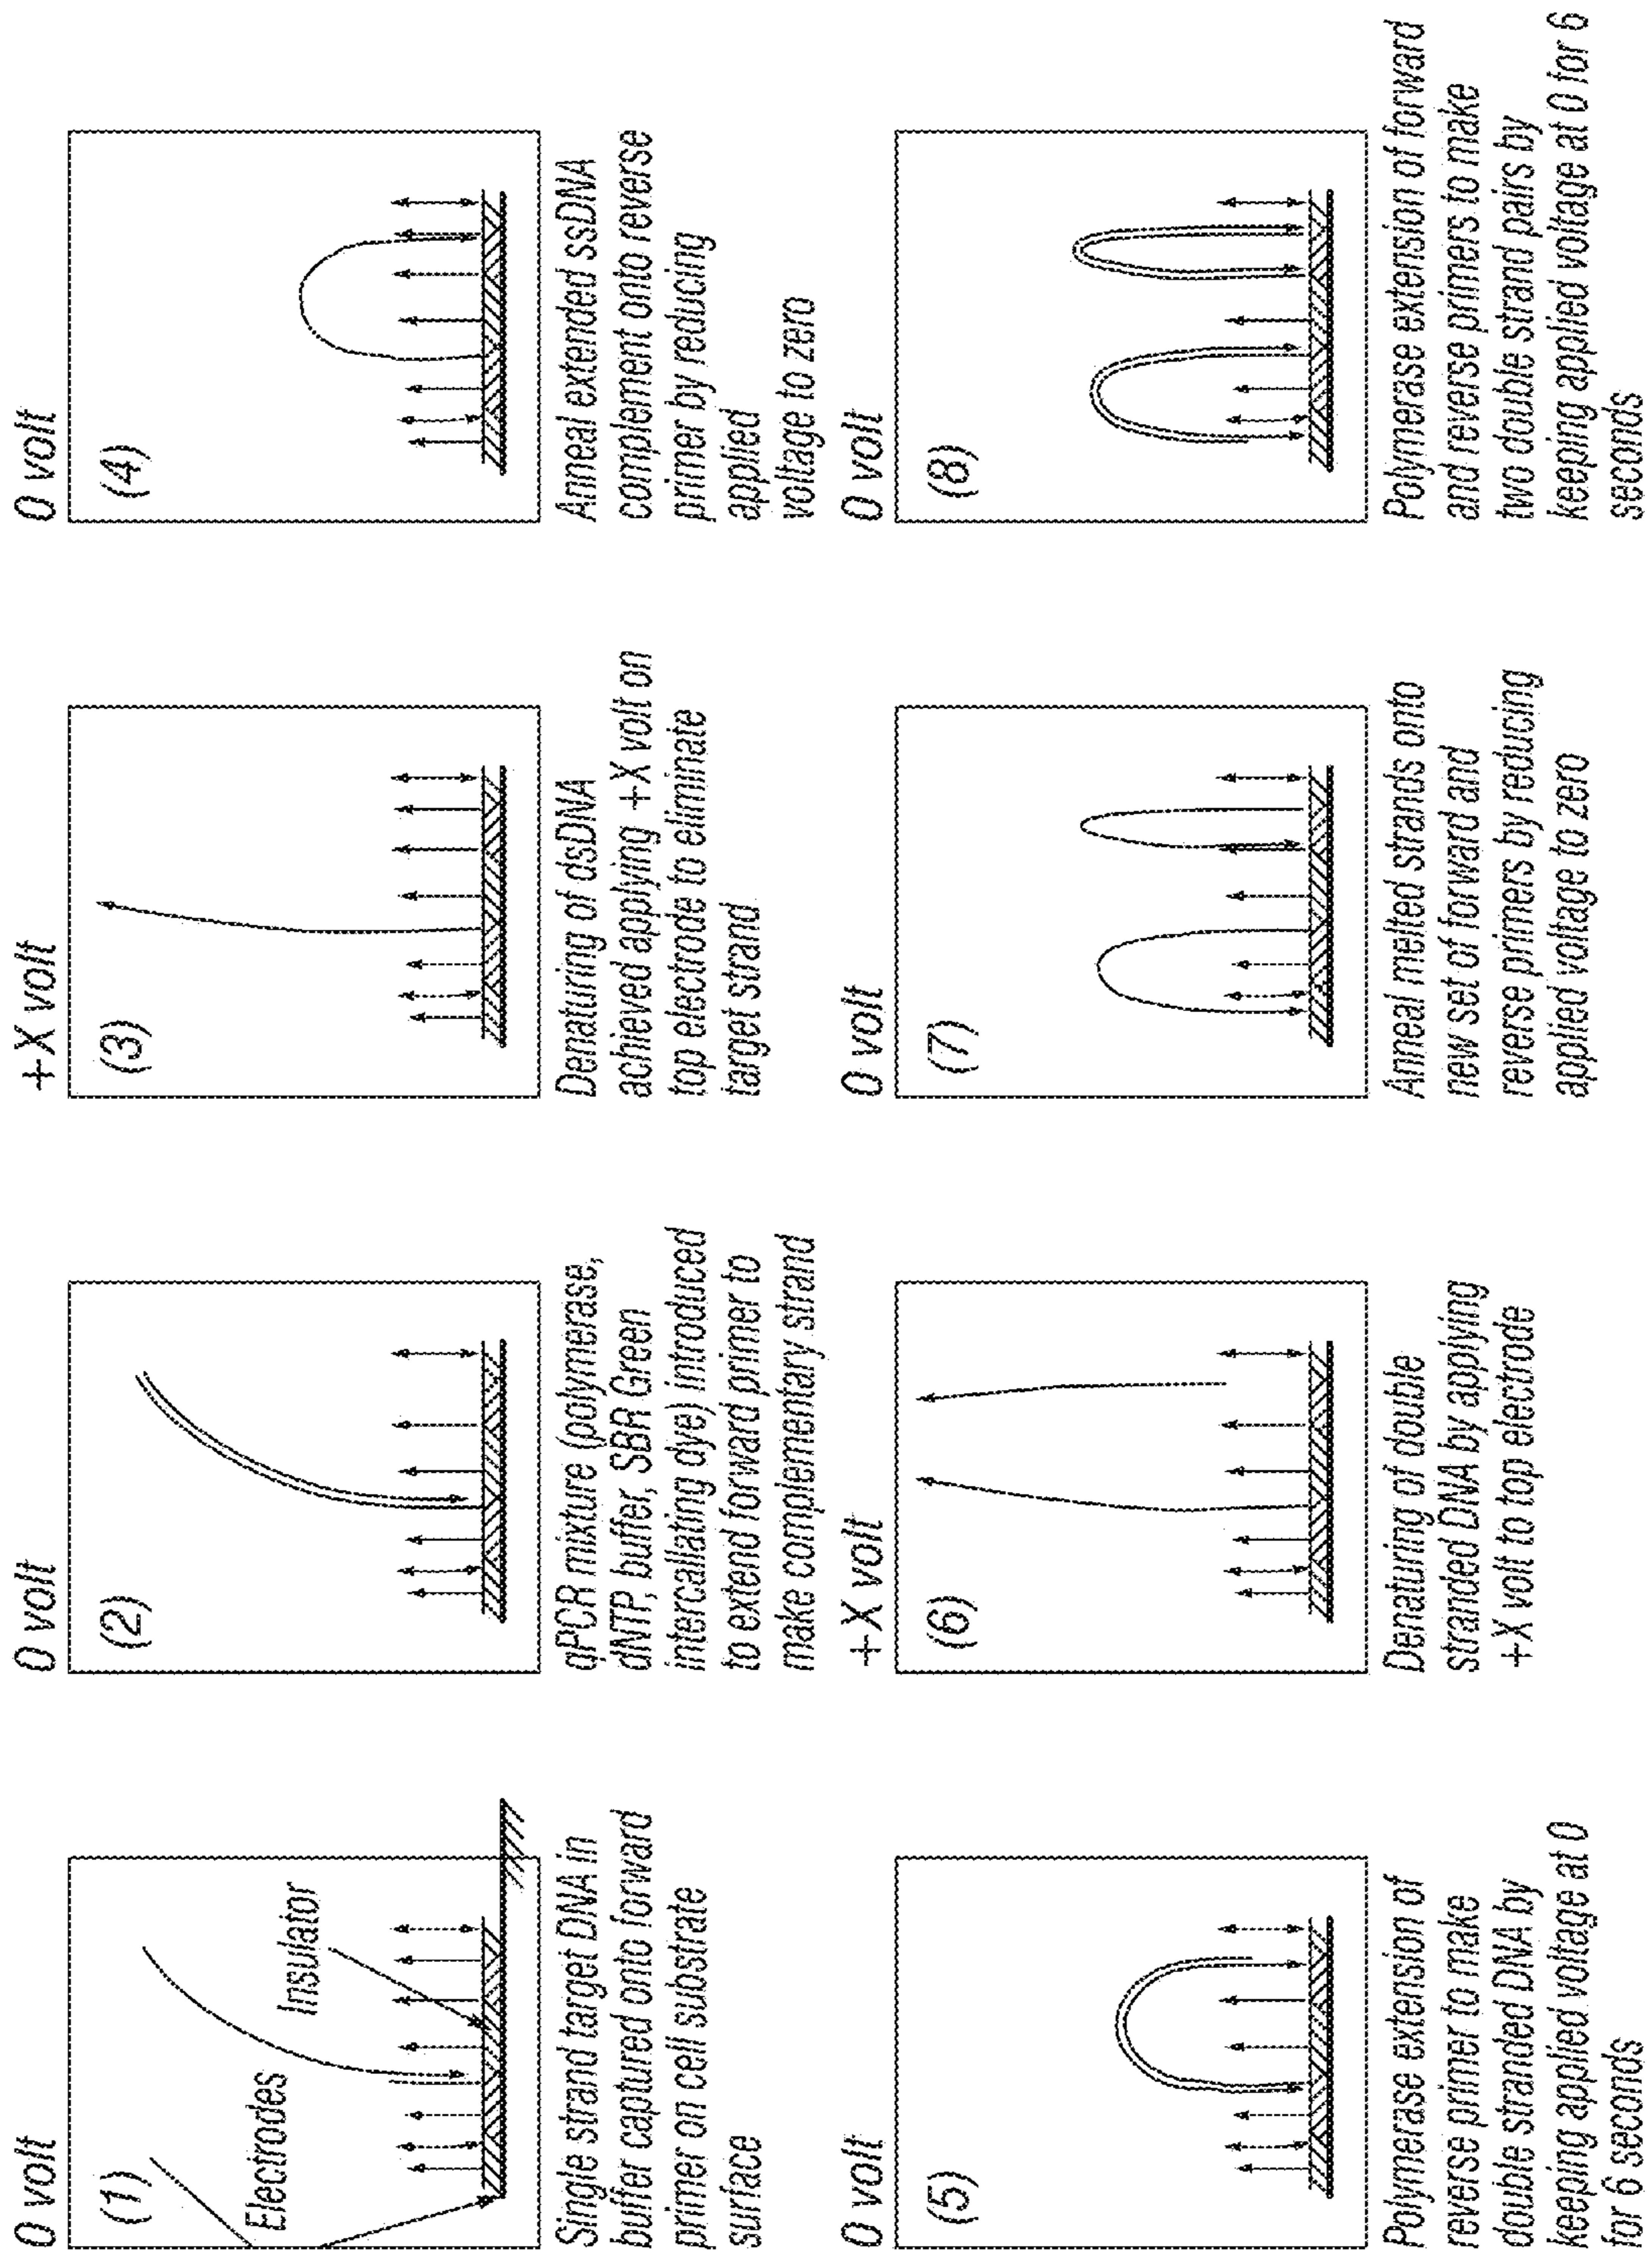 0 volt
(1)
Electrodes
Insulator
Single strand target DNA in
buffer captured onto forward
primer on cell substrate
surface
0 volt
(2)
qPCR mixture (polymerase,
dNTP, buffer, SBR Green
intercallating dye) introduced
to extend forward primer to
make complementary strand
+X volt
(3)
Denaturing of dsDNA
achieved applying +X volt on
top electrode to eliminate
target strand
0 volt
(4)
Anneal extended ssDNA
complement onto reverse
primer by reducing
applied
voltage to zero
0 volt
(5)
Polymerase extension of
reverse primer to make
double stranded DNA by
keeping applied voltage at 0
for 6 seconds
+X volt
(6)
Denaturing of double
stranded DNA by applying
+X volt to top electrode
0 volt
(7)
Anneal melted strands onto
new set of forward and
reverse primers by reducing
applied voltage to zero
0 volt
(8)
Polymerase extension of forward
and reverse primers to make
two double strand pairs by
keeping applied voltage at 0 for 6
seconds